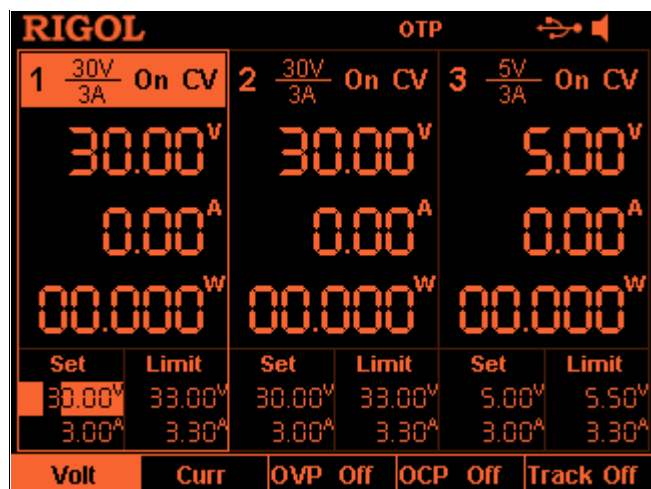 RIGOL OTP
1 30V/3A On CV 2 30V/3A On CV 3 5V/3A On CV
30.00V 30.00V 5.00V
0.00A 0.00A 0.00A
00.000W 00.000W 00.000W
Set Limit Set Limit Set Limit
30.00V 33.00V 30.00V 33.00V 5.00V 5.50V
3.00A 3.30A 3.00A 3.30A 3.00A 3.30A
Volt Curr OVP Off OCP Off Track Off